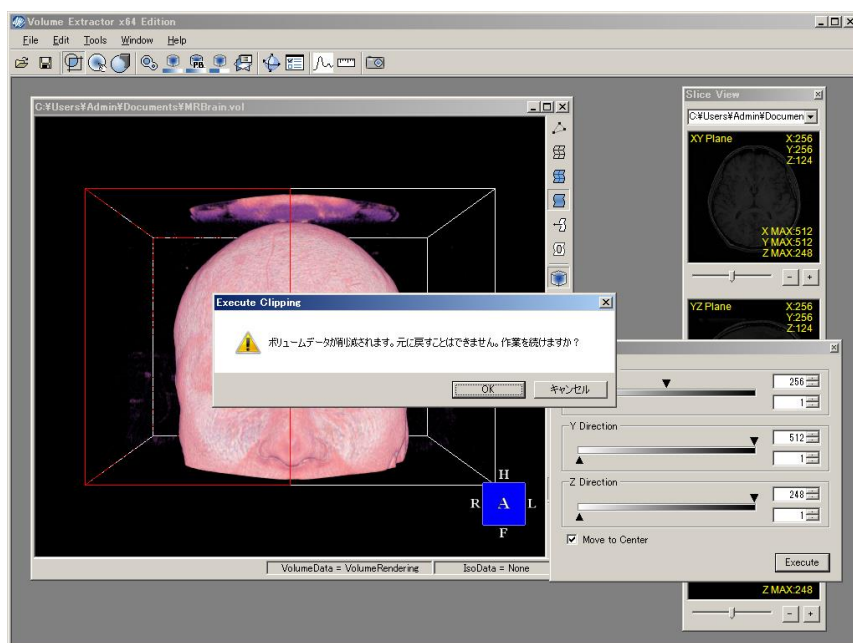 Volume Extractor x64 Edition
File Edit Tools Window Help
PB
C:¥Users¥Admin¥Documents¥MRBrain.vol
Slice View
C:¥Users¥Admin¥Documen
XY Plane
X:256
Y:256
Z:124
X MAX:512
Y MAX:512
Z MAX:248
- +
YZ Plane
X:256
Y:256
Z:124
Execute Clipping
ボリュームデータが削減されます。元に戻すことはできません。作業を続けますか?
OK
キャンセル
256
1
Y Direction
512
1
Z Direction
248
1
Move to Center
Execute
H
R A L
F
VolumeData = VolumeRendering
IsoData = None
Z MAX:248
- +